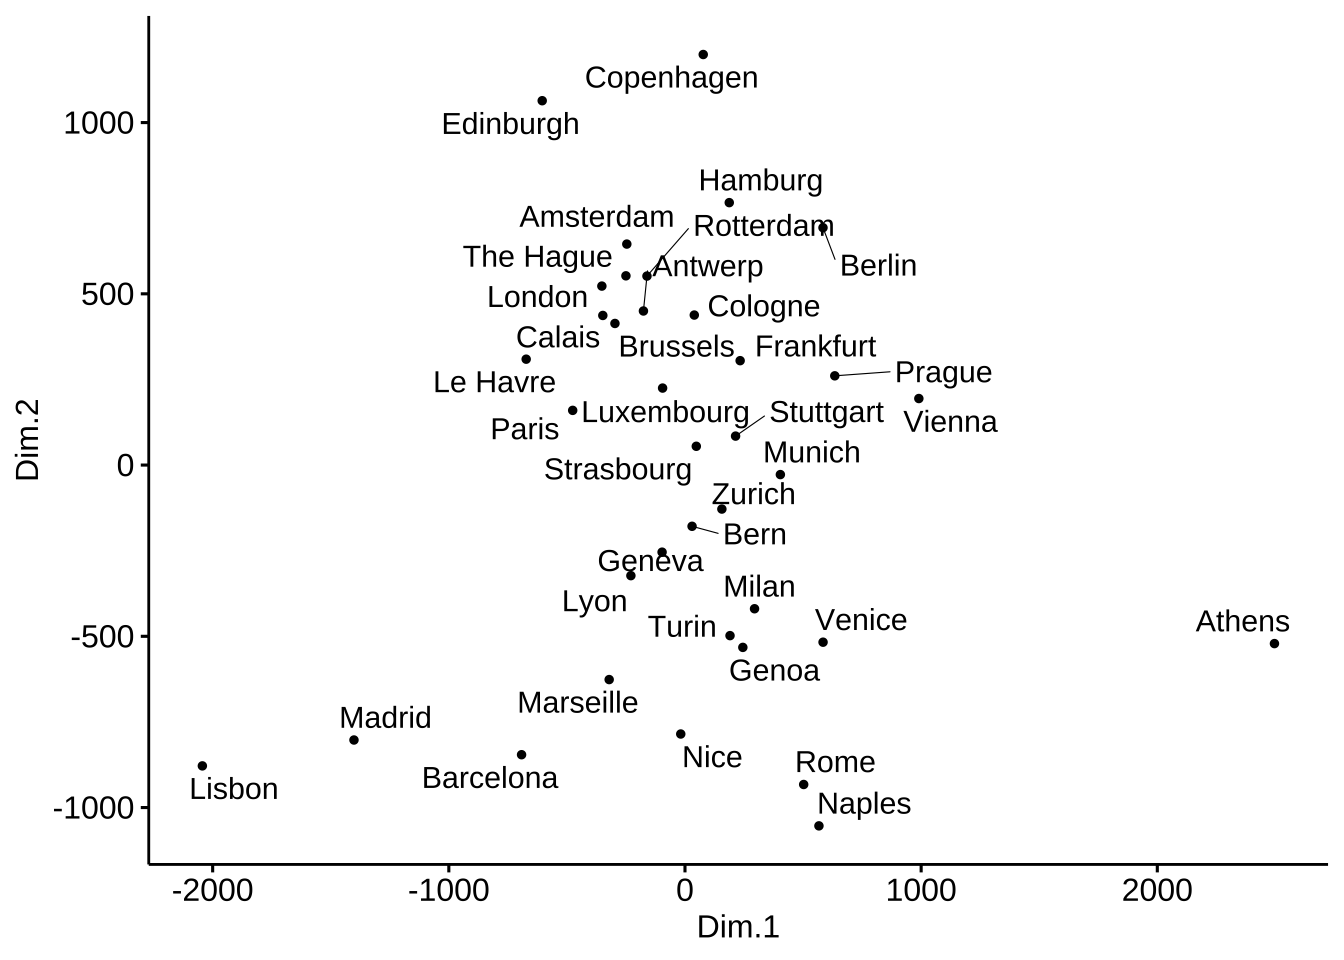 Copenhagen
Edinburgh
1000
Hamburg
Amsterdam
Rotterdam
The Hague
Antwerp
Berlin
500
London
Cologne
Calais
Brussels
Frankfurt
Le Havre
Prague
Paris
Luxembourg
Stuttgart
Vienna
Dim.2
0
Strasbourg
Munich
Zurich
Bern
Geneva
Lyon
Milan
-500
Turin
Venice
Athens
Genoa
Marseille
Madrid
Nice
Rome
Lisbon
Barcelona
-1000
Naples
-2000 -1000 0 1000 2000
Dim.1